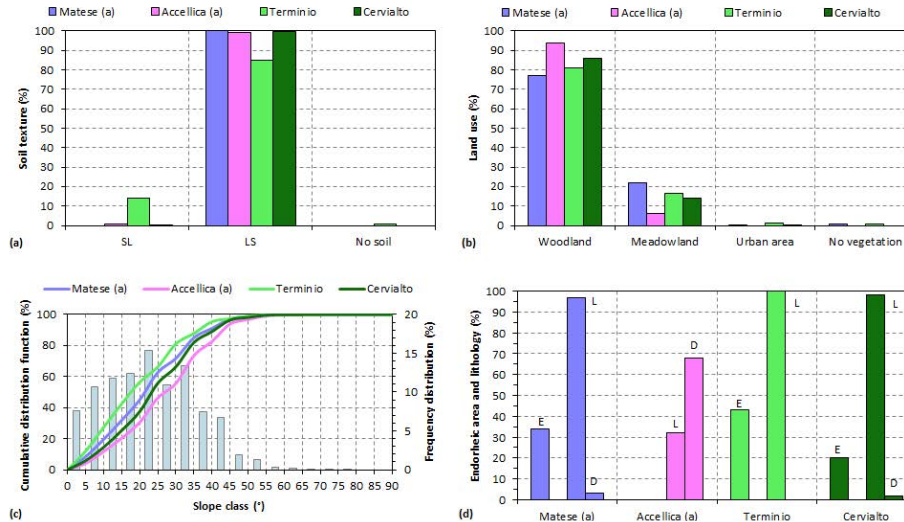 Matese (a) Accellica (a) Terminio Cervialto
Soil texture (%)
100
90
80
70
60
50
40
30
20
10
0
SL LS No soil
(a)
Matese (a) Accellica (a) Terminio Cervialto
Land use (%)
100
90
80
70
60
50
40
30
20
10
0
Woodland Meadowland Urban area No vegetation
(b)
Matese (a) Accellica (a) Terminio Cervialto
Cumulative distribution function (%)
100
80
60
40
20
0
20
15
10
5
0
Frequency distribution (%)
0 5 10 15 20 25 30 35 40 45 50 55 60 65 70 75 80 85 90
Slope class (°)
(c)
Endorheic area and lithology (%)
100
90
80
70
60
50
40
30
20
10
0
E L D
L D
E L
E L D
Matese (a) Accellica (a) Terminio Cervialto
(d)